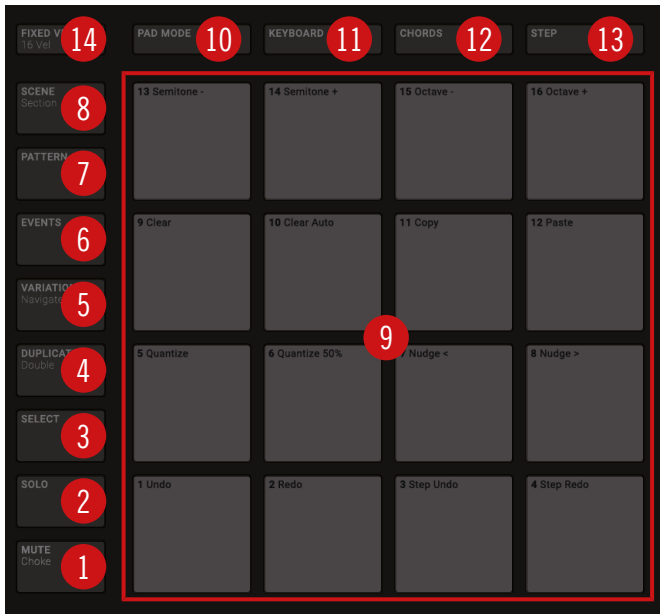 FIXED V
16 Vel
14
PAD MODE
10
KEYBOARD
11
CHORDS
12
STEP
13
SCENE
Section
8
13 Semitone -
14 Semitone +
15 Octave -
16 Octave +
PATTERN
7
EVENTS
6
9 Clear
10 Clear Auto
11 Copy
12 Paste
VARIATION
Navigate
5
9
DUPLICAT
Double
4
5 Quantize
6 Quantize 50%
7 Nudge <
8 Nudge >
SELECT
3
SOLO
2
1 Undo
2 Redo
3 Step Undo
4 Step Redo
MUTE
Choke
1